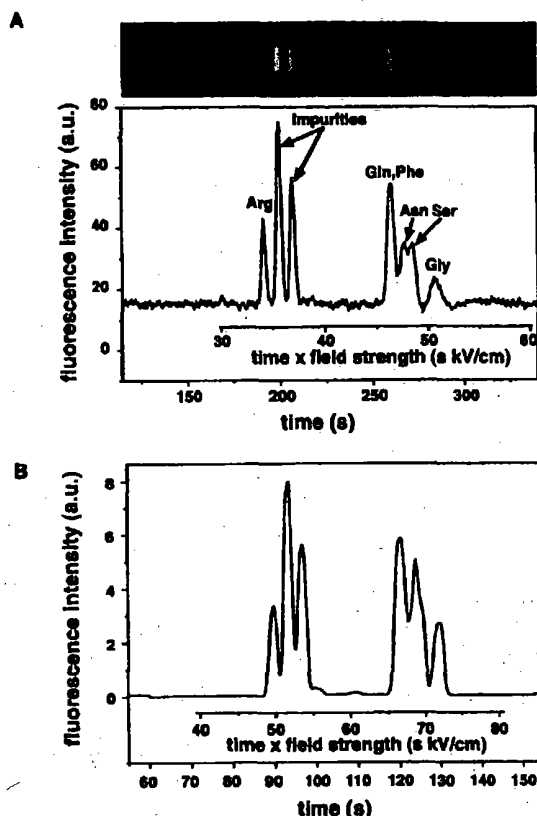 A
80
60
40
20
0
fluorescence intensity (a.u.)
Impurities
Arg
Gln,Phe
Asn Ser
Gly
30 40 50 60
time x field strength (s kV/cm)
150 200 250 300
time (s)
B
8
6
4
2
0
fluorescence intensity (a.u.)
40 50 60 70 80
time x field strength (s kV/cm)
60 70 80 90 100 110 120 130 140 150
time (s)